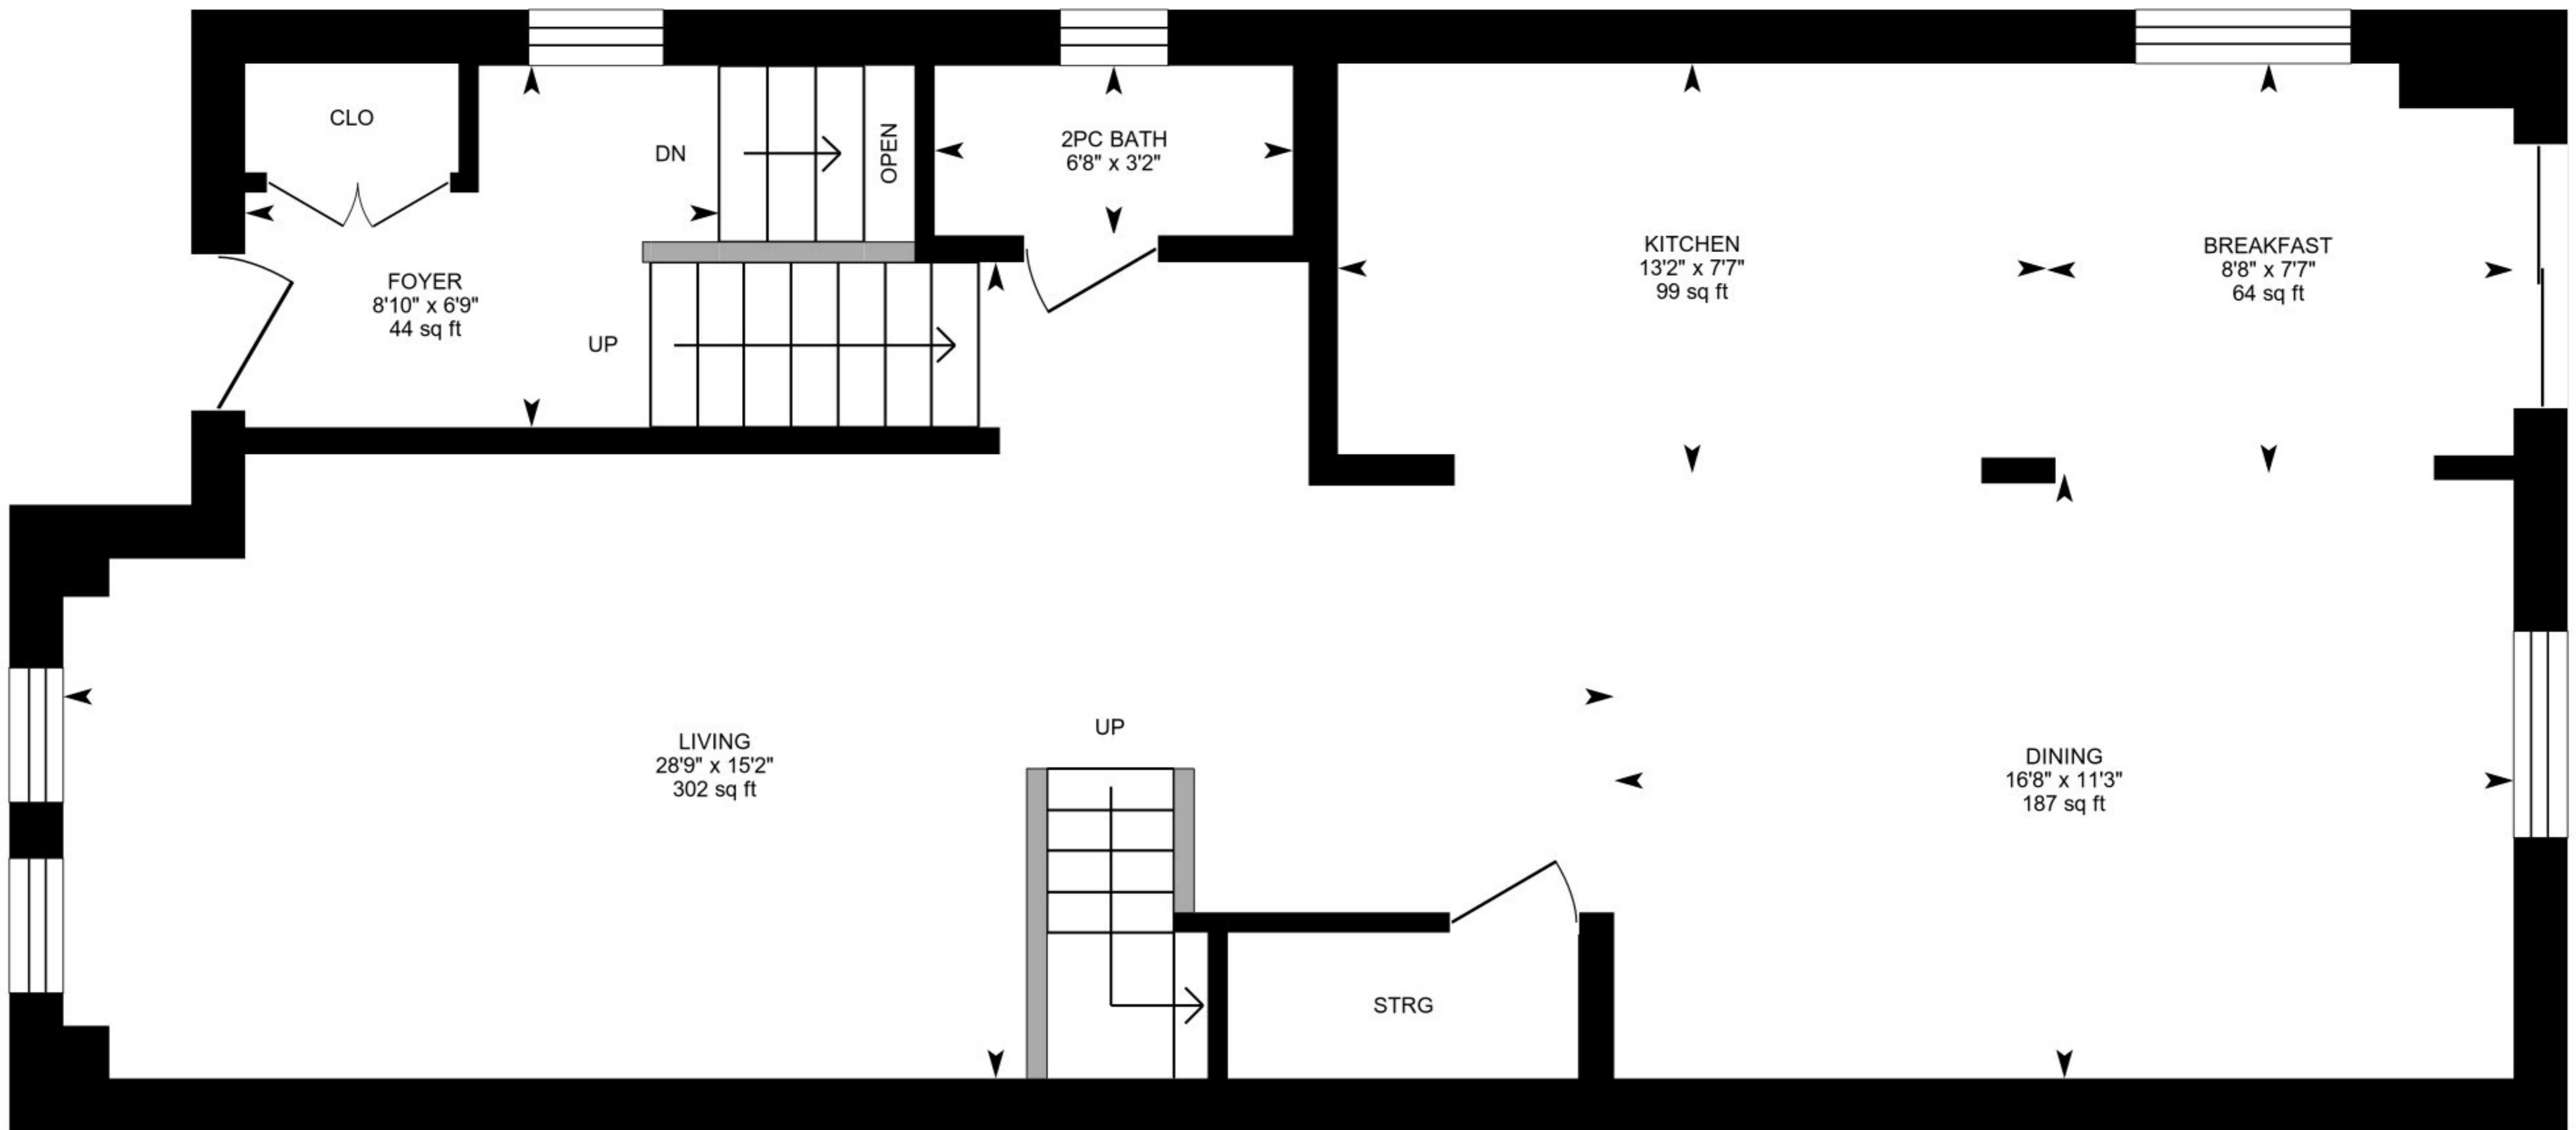 CLO
DN
OPEN
2PC BATH
6'8" x 3'2"
KITCHEN
13'2" x 7'7"
99 sq ft
BREAKFAST
8'8" x 7'7"
64 sq ft
FOYER
8'10" x 6'9"
44 sq ft
UP
LIVING
28'9" x 15'2"
302 sq ft
UP
DINING
16'8" x 11'3"
187 sq ft
STRG